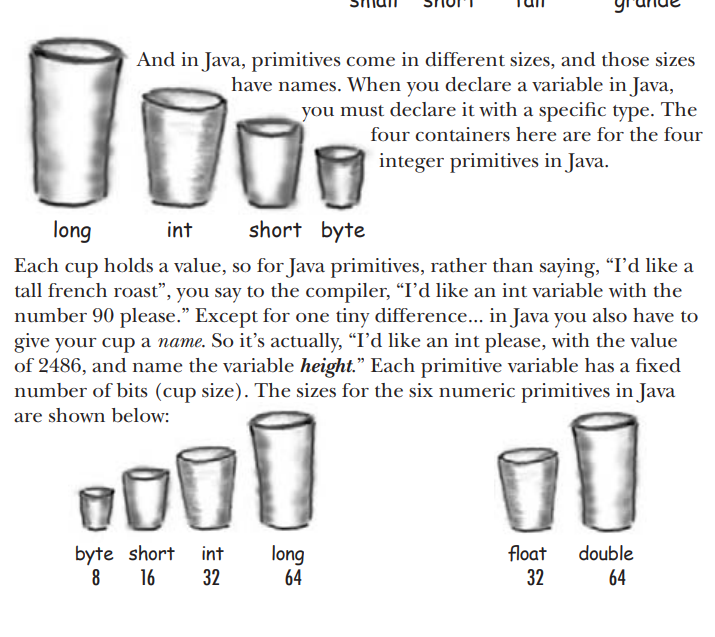 small short tall grande
And in Java, primitives come in different sizes, and those sizes
have names. When you declare a variable in Java,
you must declare it with a specific type. The
four containers here are for the four
integer primitives in Java.
long int short byte
Each cup holds a value, so for Java primitives, rather than saying, “I’d like a
tall french roast”, you say to the compiler, “I’d like an int variable with the
number 90 please.” Except for one tiny difference... in Java you also have to
give your cup a name. So it’s actually, “I’d like an int please, with the value
of 2486, and name the variable height.” Each primitive variable has a fixed
number of bits (cup size). The sizes for the six numeric primitives in Java
are shown below:
byte short int long float double
8 16 32 64 32 64